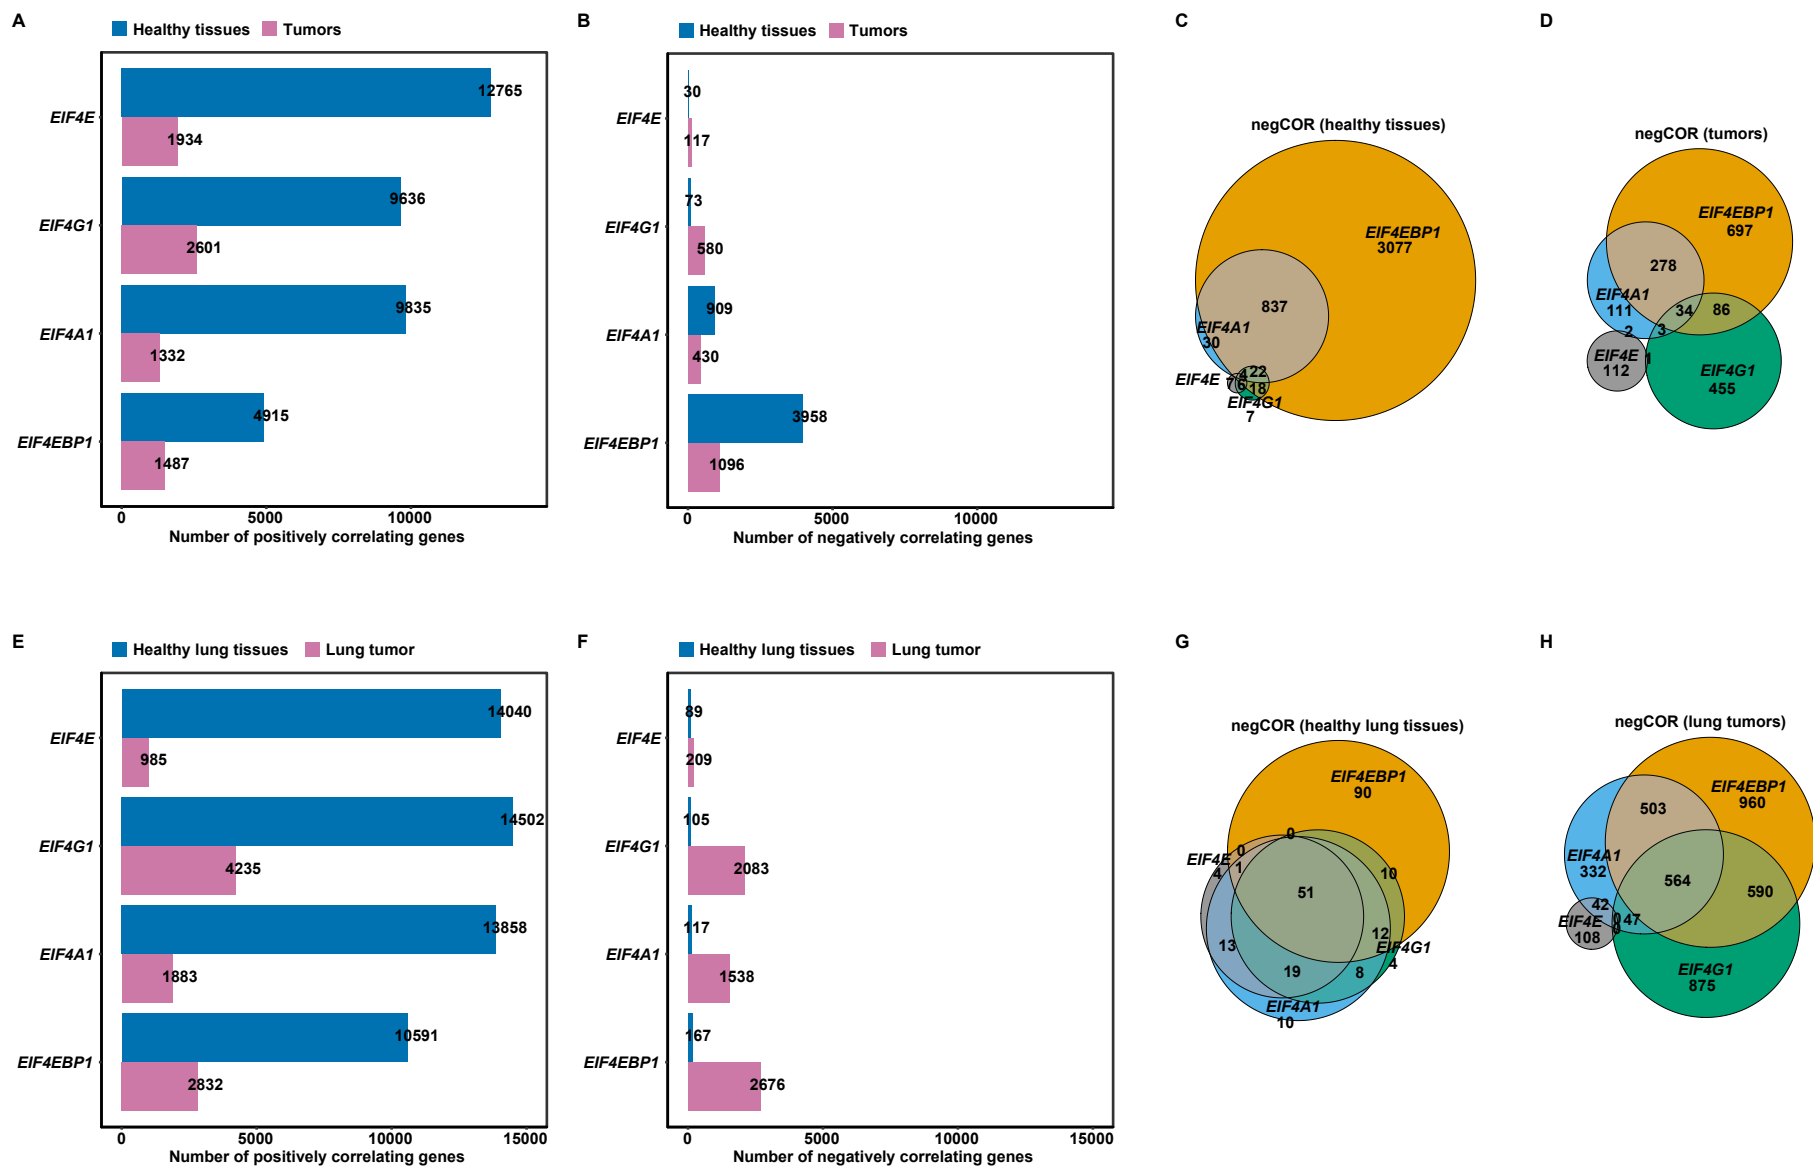 A
Healthy tissues Tumors
EIF4E
12765
1934
EIF4G1
9636
2601
EIF4A1
9835
1332
EIF4EBP1
4915
1487
0 5000 10000
Number of positively correlating genes
B
Healthy tissues Tumors
EIF4E
30
117
EIF4G1
73
580
EIF4A1
909
430
EIF4EBP1
3958
1096
0 5000 10000
Number of negatively correlating genes
C
negCOR (healthy tissues)
EIF4EBP1
3077
837
EIF4A1
30
EIF4E 7 6 4 22
18
EIF4G1
7
D
negCOR (tumors)
EIF4EBP1
697
278
EIF4A1
111
34 86
2 3
EIF4E
112
1
EIF4G1
455
E
Healthy lung tissues Lung tumor
EIF4E
14040
985
EIF4G1
14502
4235
EIF4A1
13858
1883
EIF4EBP1
10591
2832
0 5000 10000 15000
Number of positively correlating genes
F
Healthy lung tissues Lung tumor
EIF4E
89
209
EIF4G1
105
2083
EIF4A1
117
1538
EIF4EBP1
167
2676
0 5000 10000 15000
Number of negatively correlating genes
G
negCOR (healthy lung tissues)
EIF4EBP1
90
0
0
EIF4E
4 1
10
51
12
13
EIF4G1
4
19 8
EIF4A1
10
H
negCOR (lung tumors)
EIF4EBP1
960
503
EIF4A1
332
564 590
42 0 47
EIF4E
108
0
EIF4G1
875